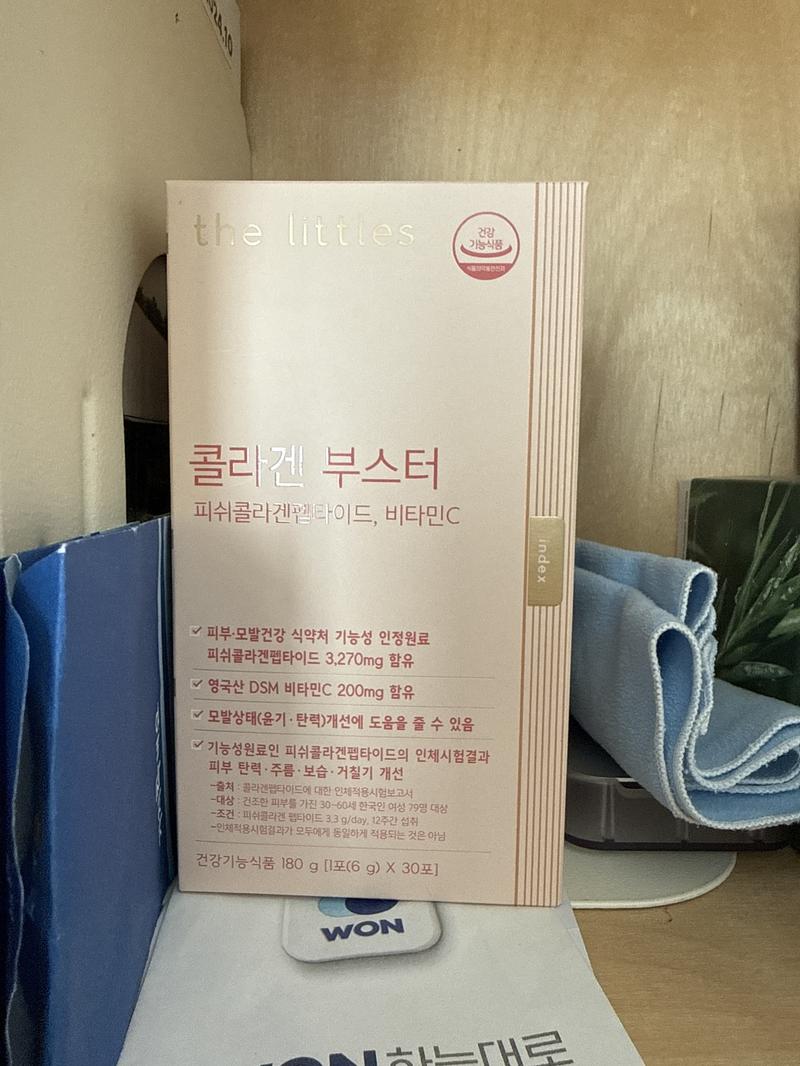 24.10
the littles
건강
기능식품
콜라겐 부스터
피쉬콜라겐펩타이드, 비타민C
index
피부·모발건강 식약처 기능성 인정원료
피쉬콜라겐펩타이드 3,270mg 함유
영국산 DSM 비타민C 200mg 함유
모발상태(윤기·탄력)개선에 도움을 줄 수 있음
기능성원료인 피쉬콜라겐펩타이드의 인체시험결과
피부 탄력·주름·보습·거칠기 개선
-출처 : 콜라겐펩타이드에 대한 인체적용시험보고서
-대상 : 건조한 피부를 가진 30~60세 한국인 여성 79명 대상
-조건 : 피쉬콜라겐 펩타이드 3.3 g/day, 12주간 섭취
-인체적용시험결과가 모두에게 동일하게 적용되는 것은 아님
건강기능식품 180 g [1포(6 g) X 30포]
WON
WON 하는대로